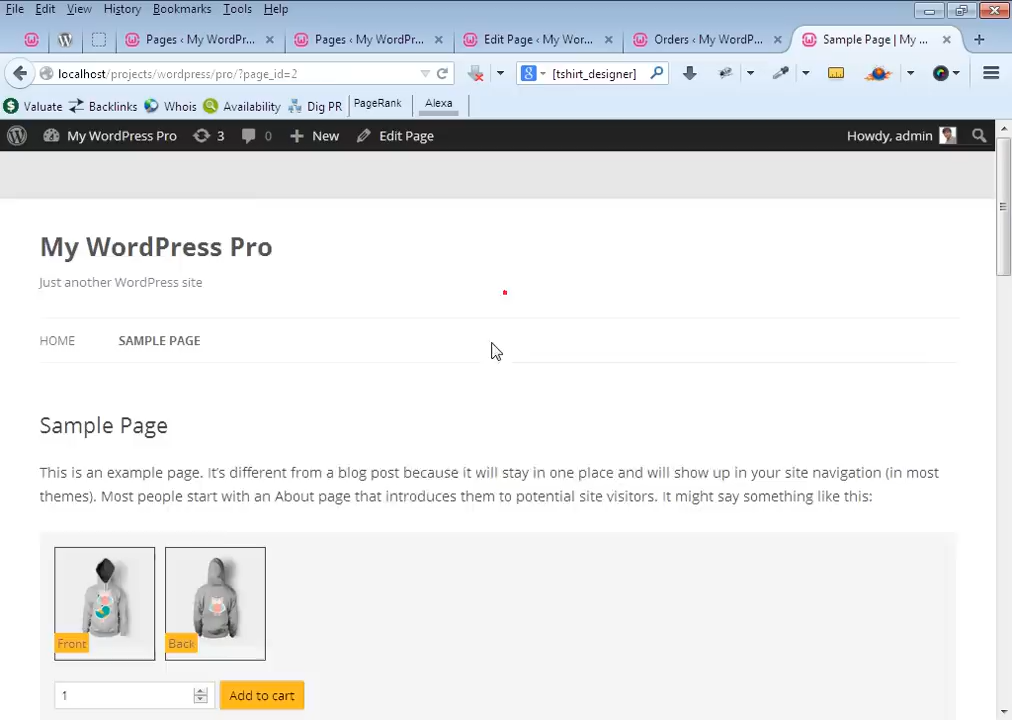 File Edit View History Bookmarks Tools Help
Pages ‹ My WordPr... Pages ‹ My WordPr... Edit Page ‹ My Wor... Orders ‹ My WordP... Sample Page | My ...
localhost/projects/wordpress/pro/?page_id=2 [tshirt_designer]
Valuate Backlinks Whois Availability Dig PR PageRank Alexa
My WordPress Pro 3 0 New Edit Page Howdy, admin
My WordPress Pro
Just another WordPress site
HOME SAMPLE PAGE
Sample Page
This is an example page. It's different from a blog post because it will stay in one place and will show up in your site navigation (in most
themes). Most people start with an About page that introduces them to potential site visitors. It might say something like this:
Front Back
1 Add to cart